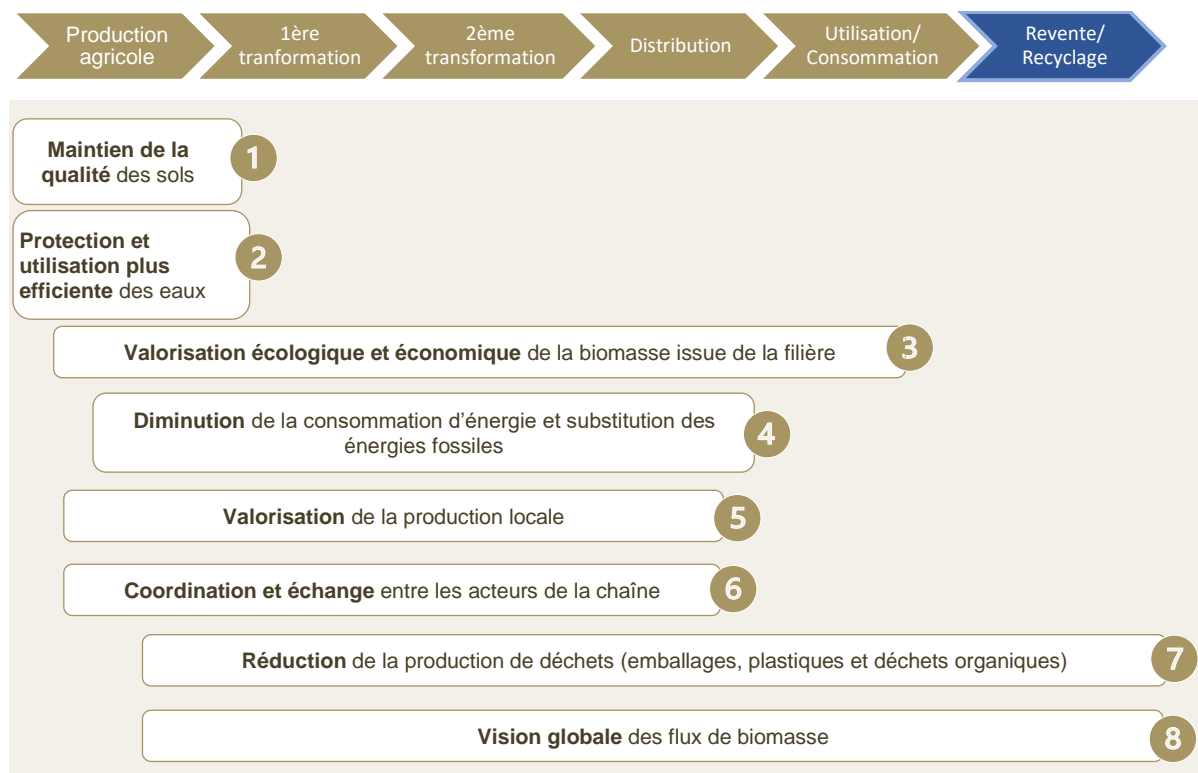 Production
agricole
1ère
tranformation
2ème
transformation
Distribution
Utilisation/
Consommation
Revente/
Recyclage
Maintien de la
qualité des sols
1
Protection et
utilisation plus
efficiente des eaux
2
Valorisation écologique et économique de la biomasse issue de la filière
3
Diminution de la consommation d'énergie et substitution des
énergies fossiles
4
Valorisation de la production locale
5
Coordination et échange entre les acteurs de la chaîne
6
Réduction de la production de déchets (emballages, plastiques et déchets organiques)
7
Vision globale des flux de biomasse
8